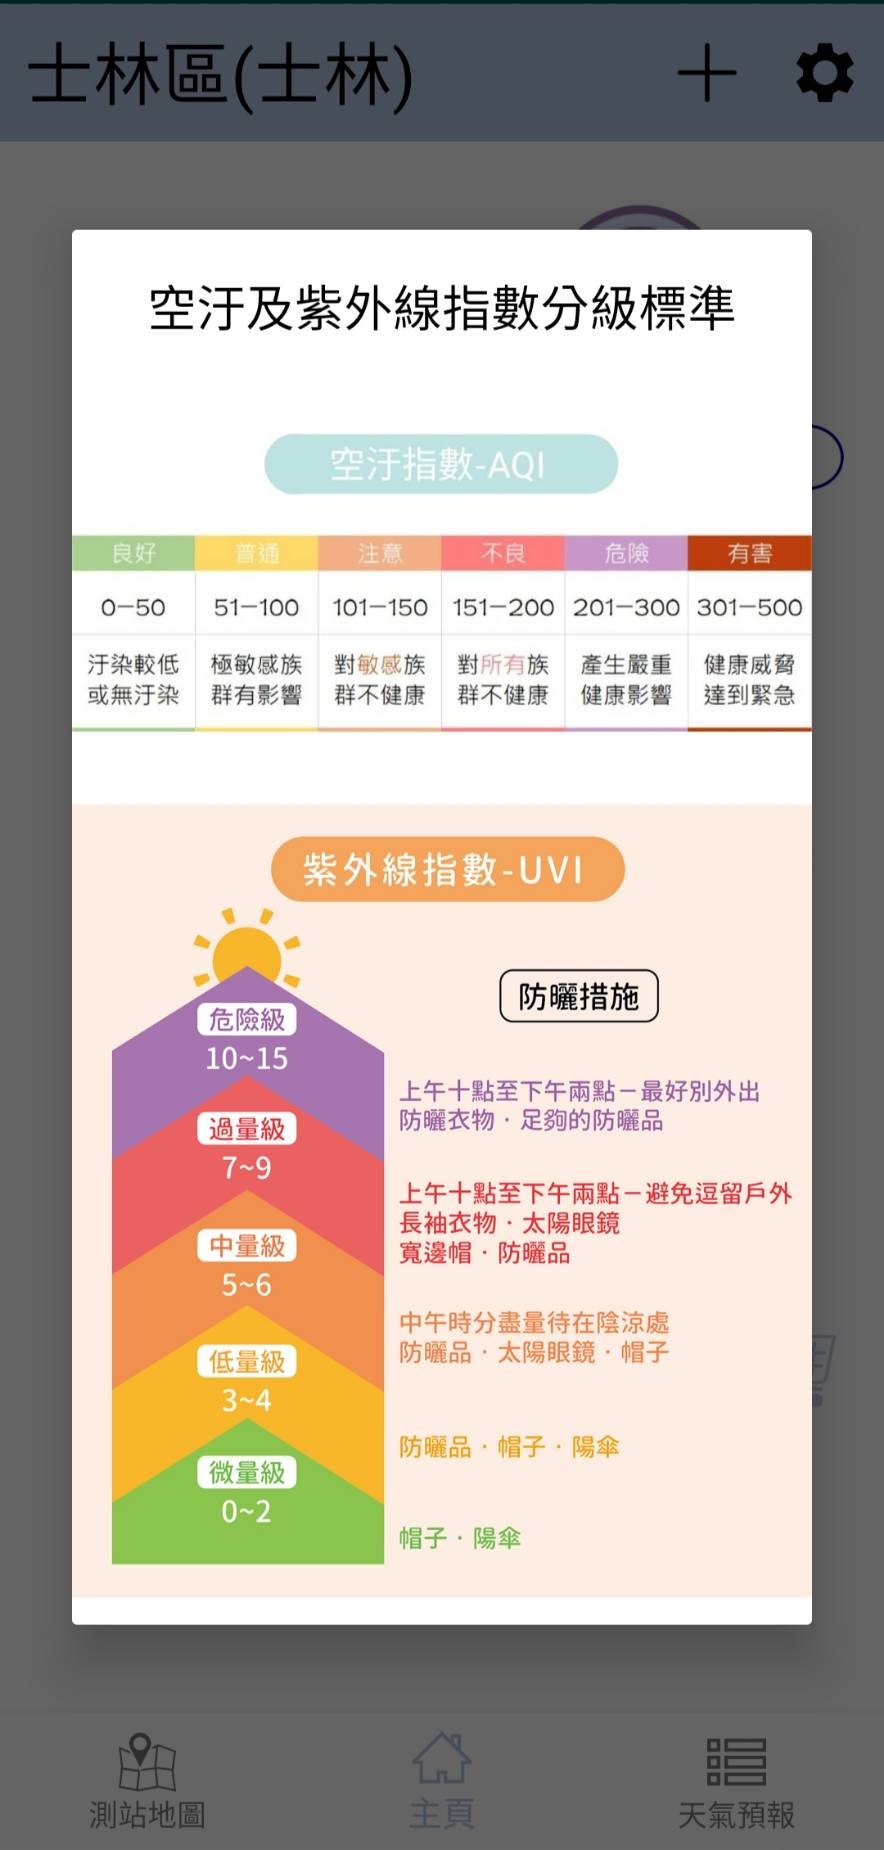 士林區(士林)
空汙及紫外線指數分級標準
空汙指數-AQI
良好 普通 注意 不良 危險 有害
0—50 51—100 101—150 151—200 201—300 301—500
汙染較低 極敏感族 對敏感族 對所有族 產生嚴重 健康威脅
或無汙染 群有影響 群不健康 群不健康 健康影響 達到緊急
紫外線指數-UVI
防曬措施
危險級
10~15
上午十點至下午兩點－最好別外出
防曬衣物・足夠的防曬品
過量級
7~9
上午十點至下午兩點－避免逗留戶外
長袖衣物・太陽眼鏡
寬邊帽・防曬品
中量級
5~6
中午時分盡量待在陰涼處
防曬品・太陽眼鏡・帽子
低量級
3~4
防曬品・帽子・陽傘
微量級
0~2
帽子・陽傘
測站地圖
主頁
天氣預報